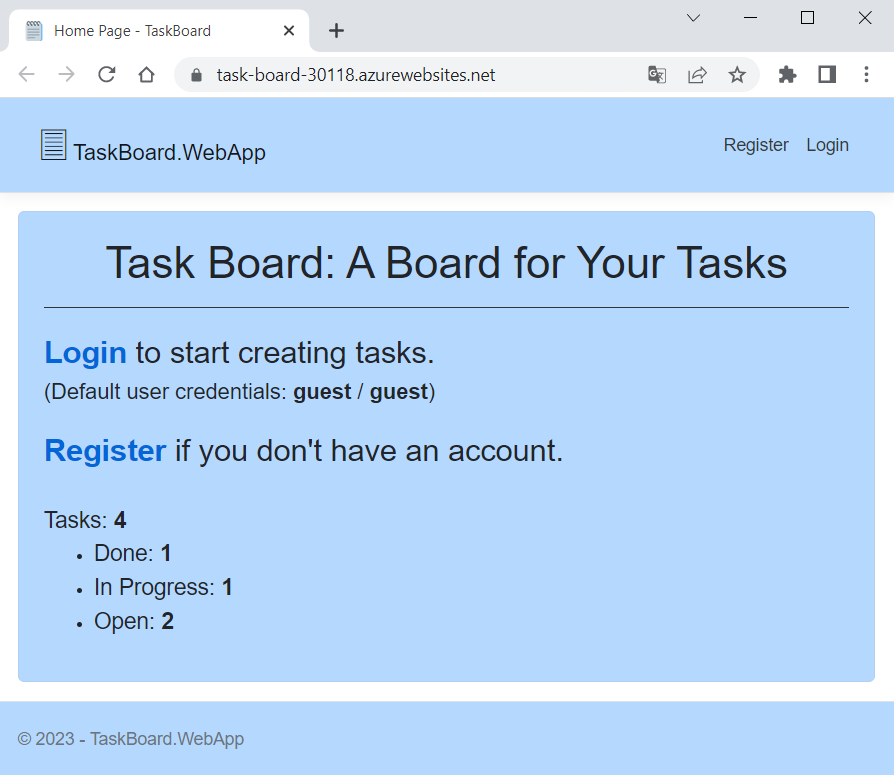 Home Page - TaskBoard
task-board-30118.azurewebsites.net
TaskBoard.WebApp
Register Login
Task Board: A Board for Your Tasks
Login to start creating tasks.
(Default user credentials: guest / guest)
Register if you don't have an account.
Tasks: 4
• Done: 1
• In Progress: 1
• Open: 2
© 2023 - TaskBoard.WebApp